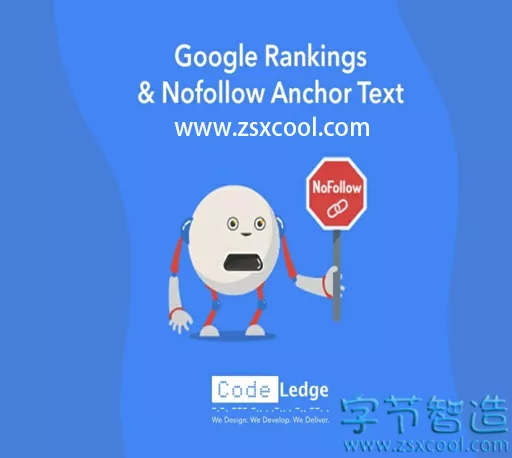 Google Rankings
& Nofollow Anchor Text
www.zsxcool.com
NoFollow
Code Ledge
We Design. We Develop. We Deliver.
字节智造
www.zsxcool.com